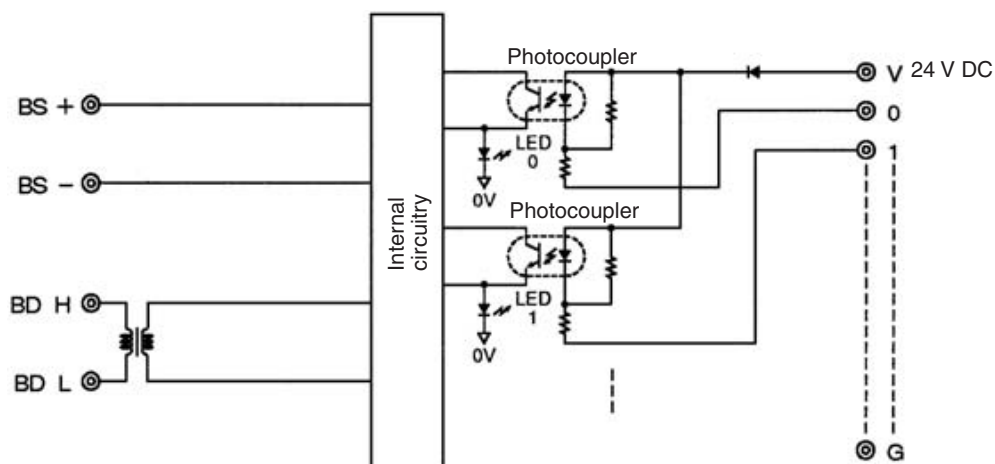 Photocoupler
V 24 V DC
BS +
0
LED
0
1
BS -
0V
Photocoupler
Internal
circuitry
BD H
LED
1
0V
BD L
G